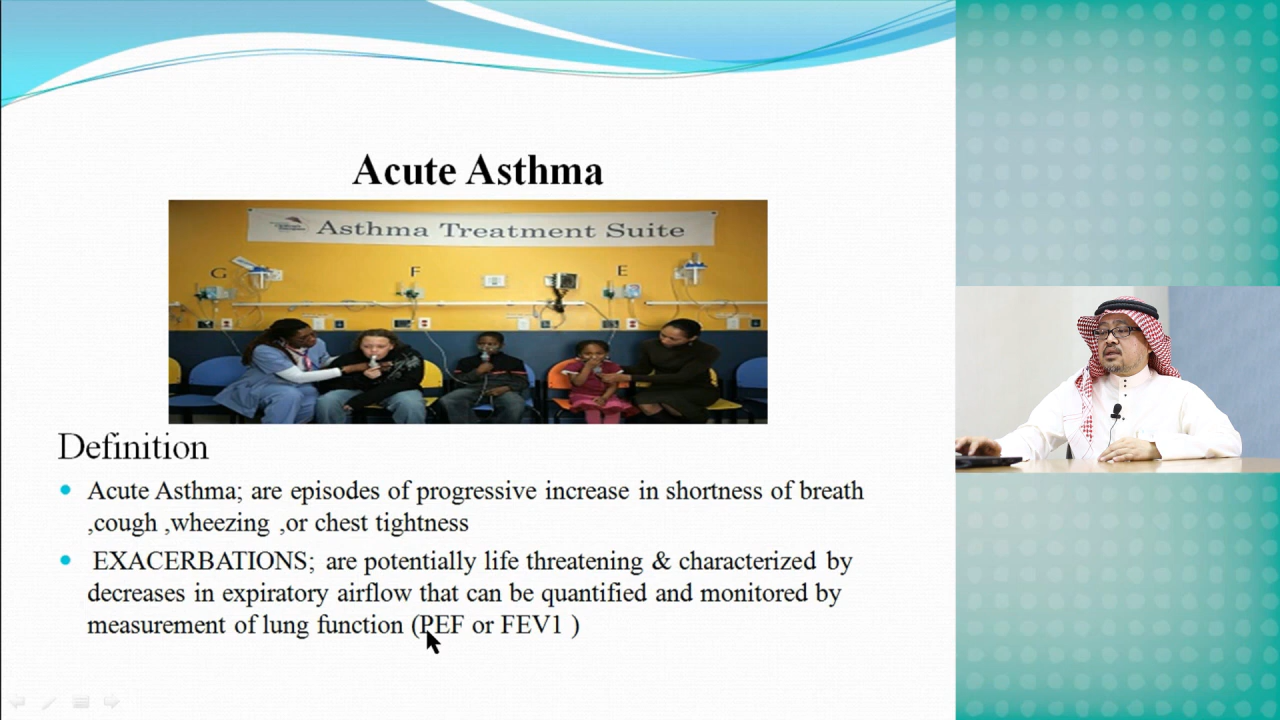 Acute Asthma
Asthma Treatment Suite
G F E
Definition
Acute Asthma; are episodes of progressive increase in shortness of breath
,cough ,wheezing ,or chest tightness
EXACERBATIONS; are potentially life threatening & characterized by
decreases in expiratory airflow that can be quantified and monitored by
measurement of lung function (PEF or FEV1 )